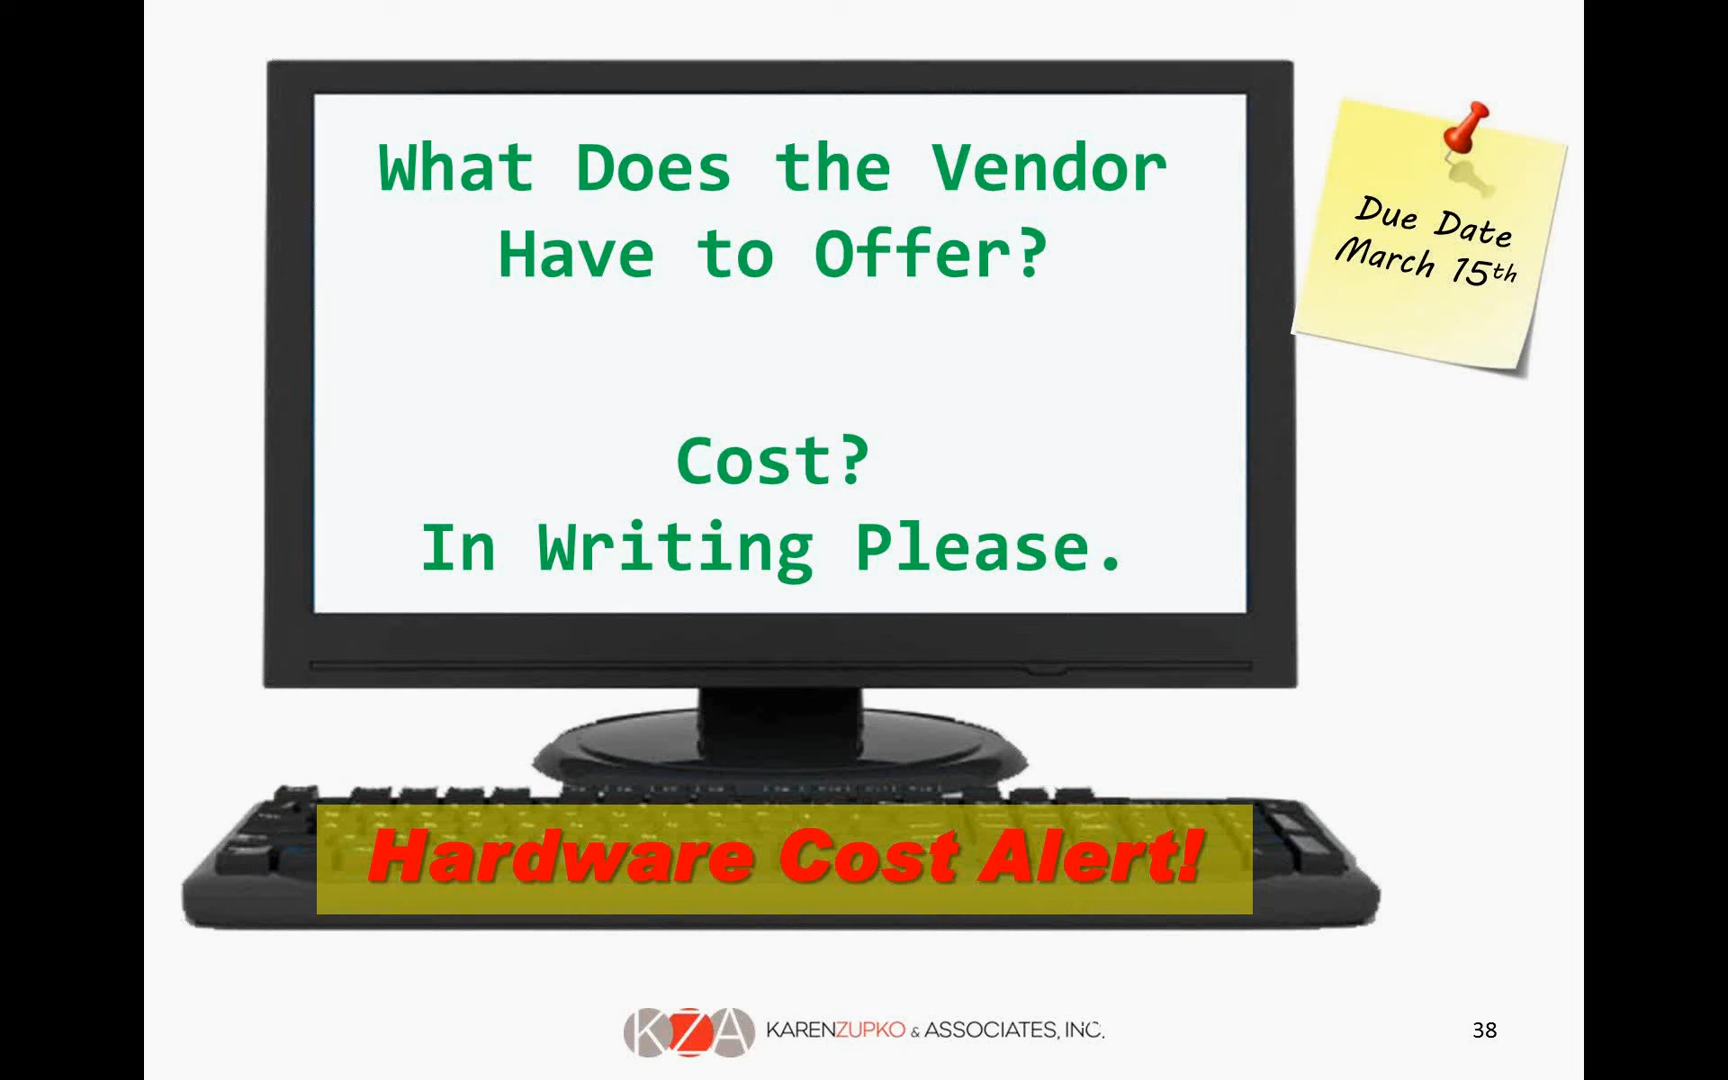 What Does the Vendor
Have to Offer?
Due Date
March 15th
Cost?
In Writing Please.
Hardware Cost Alert!
KZA KARENZUPKO & ASSOCIATES, INC.
38